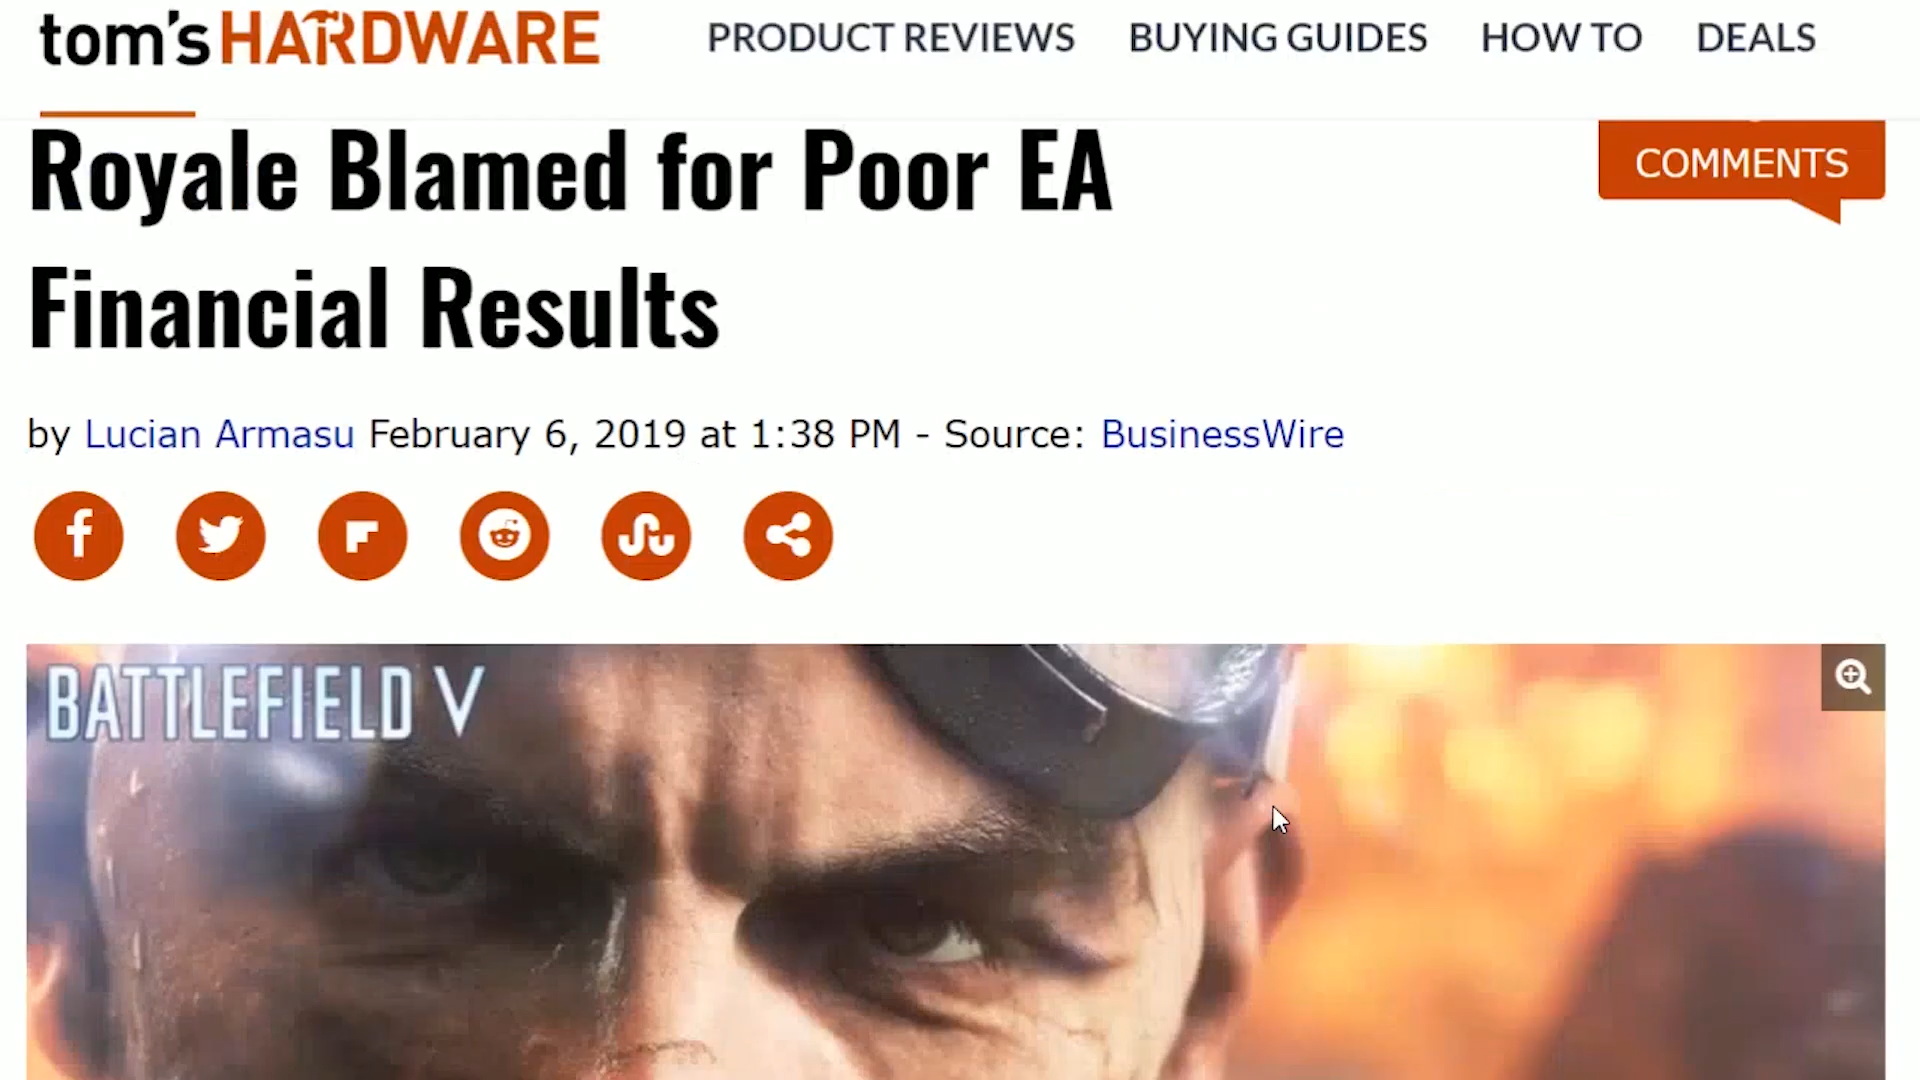 tom's HARDWARE
PRODUCT REVIEWS BUYING GUIDES HOW TO DEALS
Royale Blamed for Poor EA
Financial Results
COMMENTS
by Lucian Armasu February 6, 2019 at 1:38 PM - Source: BusinessWire
BATTLEFIELD V